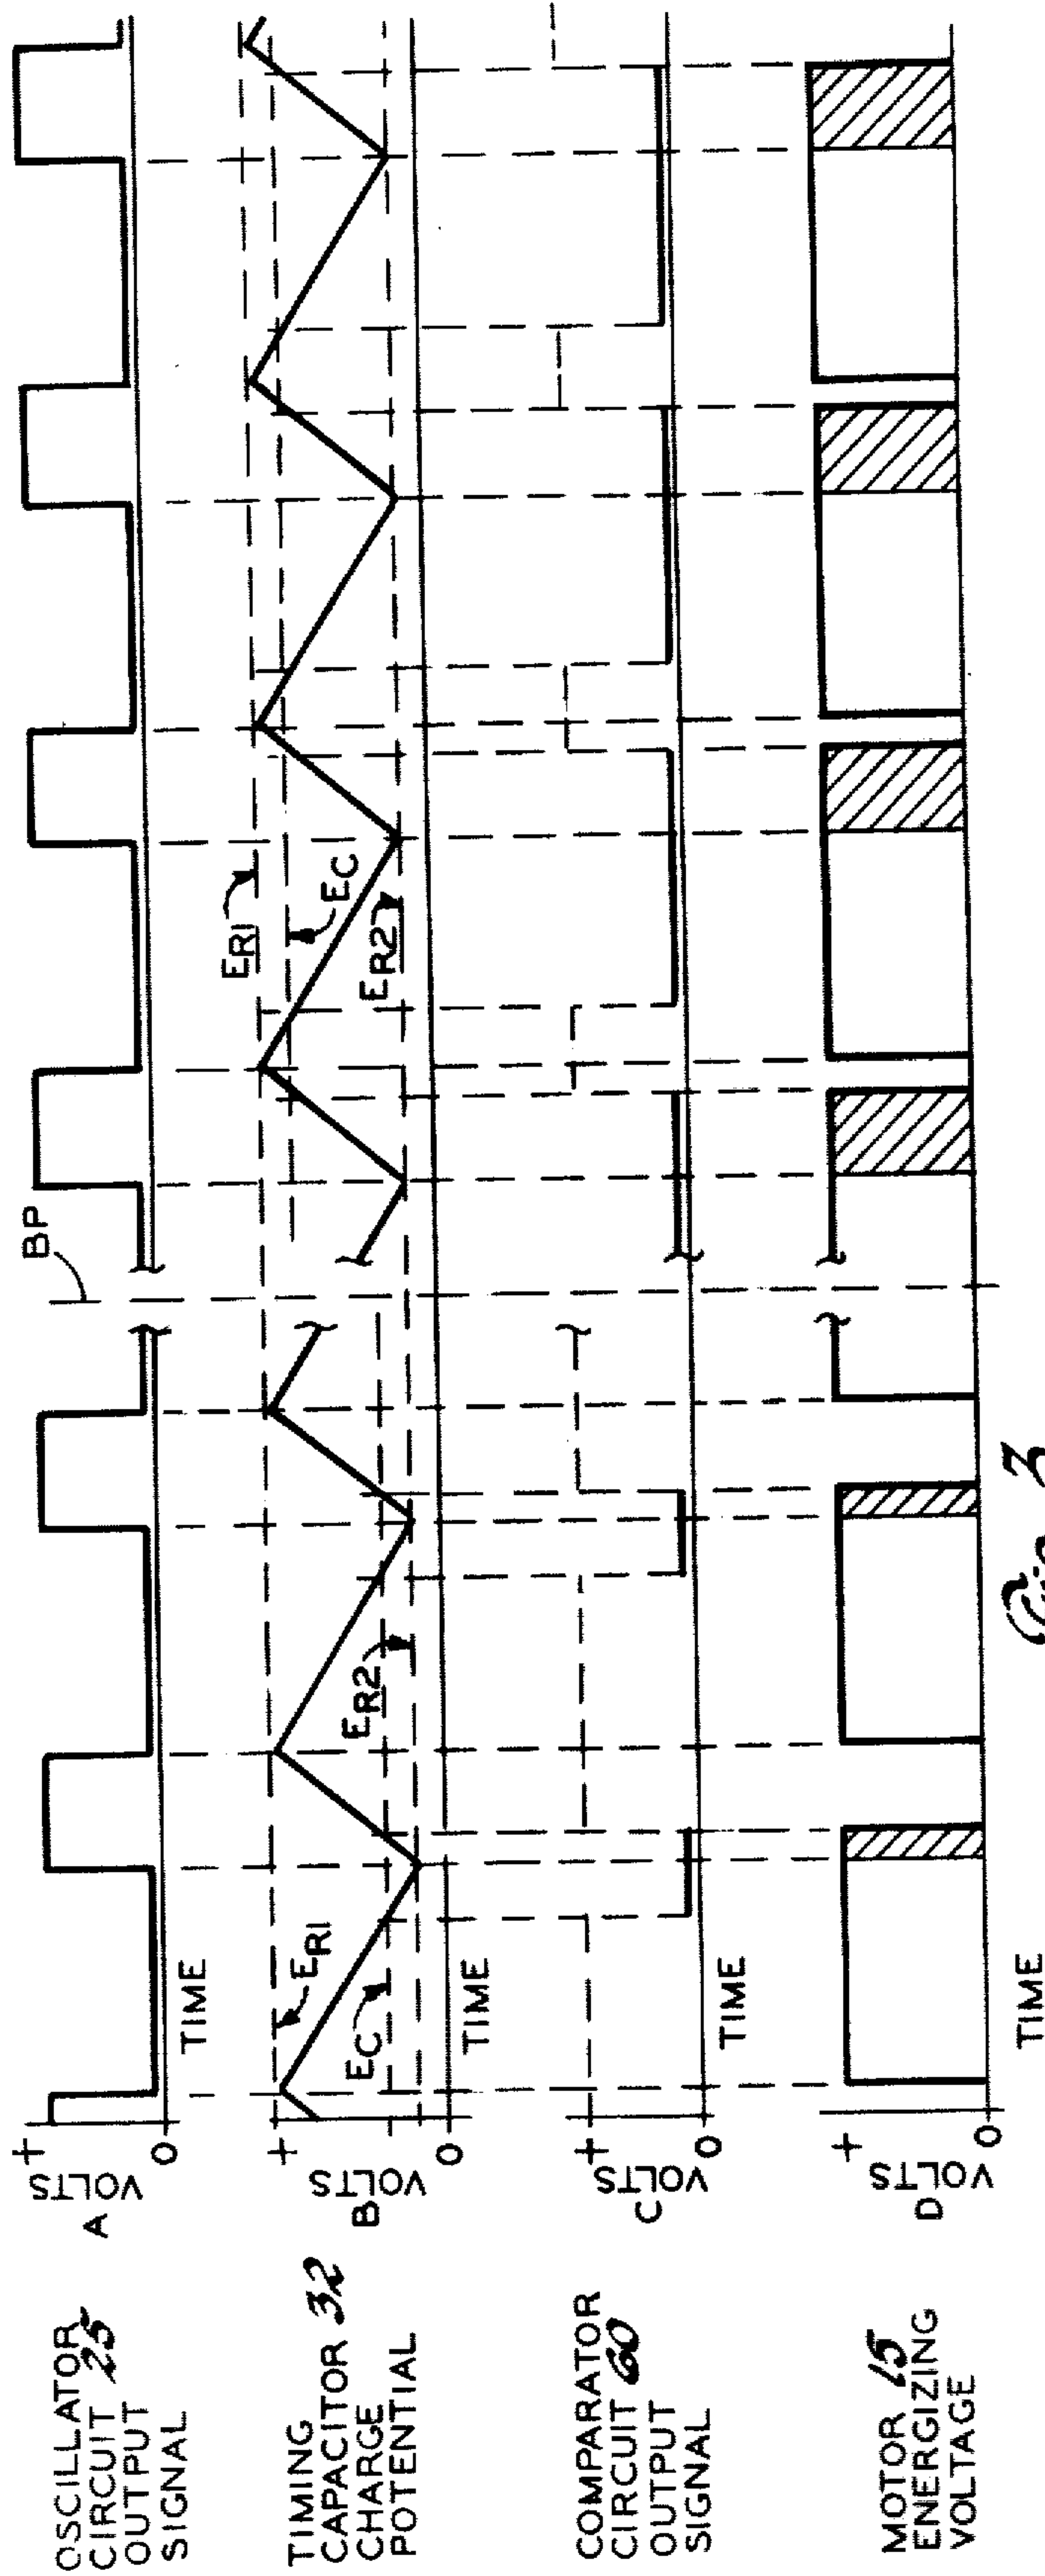 OSCILLATOR
CIRCUIT 25
OUTPUT
SIGNAL
A
VOLTS
+
0
TIME
TIMING
CAPACITOR 32
CHARGE
POTENTIAL
B
VOLTS
+
0
TIME
ER1
EC
ER2
BP
ER1
EC
ER2
COMPARATOR
CIRCUIT 60
OUTPUT
SIGNAL
C
VOLTS
+
0
TIME
MOTOR 15
ENERGIZING
VOLTAGE
D
VOLTS
+
0
TIME
Fig. 3